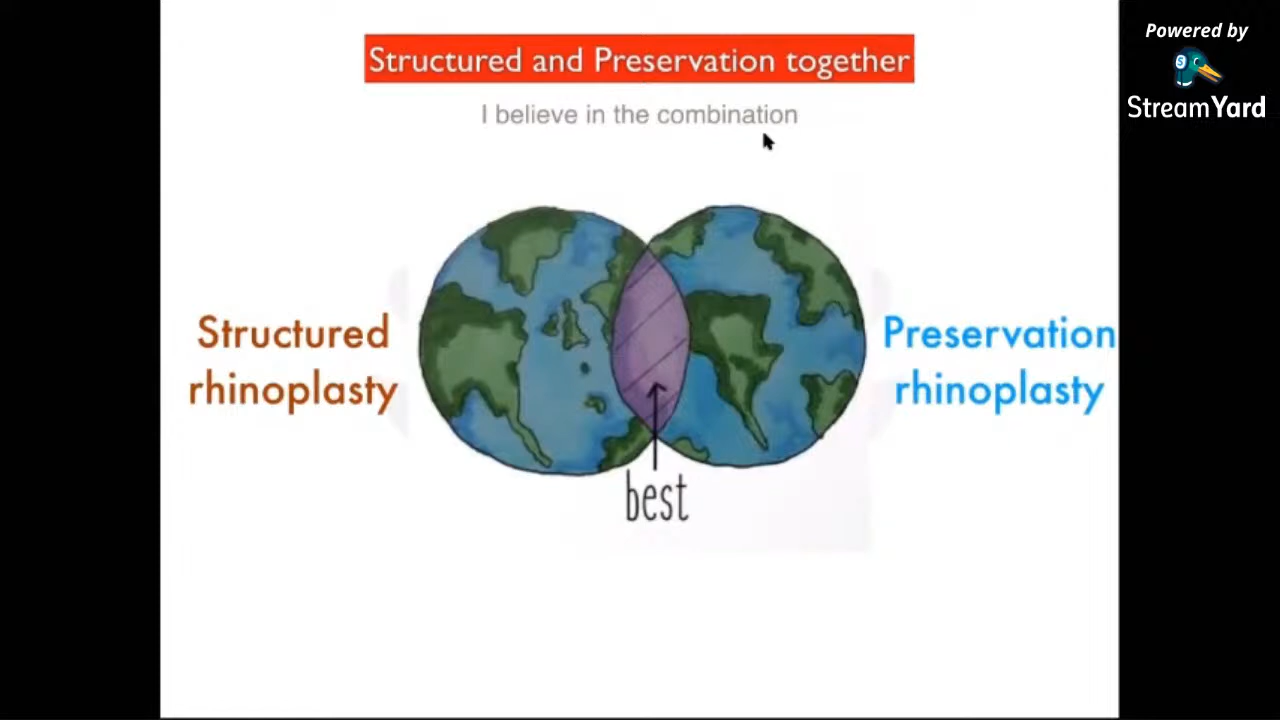 Structured and Preservation together
I believe in the combination
Structured
rhinoplasty
Preservation
rhinoplasty
best
Powered by
S
StreamYard